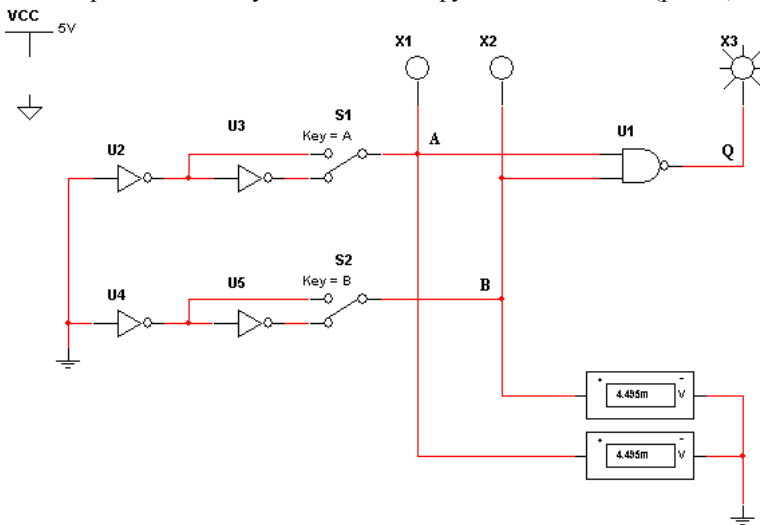 VCC
5V
X1
X2
X3
S1
Key = A
U3
U2
A
U1
Q
S2
Key = B
U5
U4
B
+ -
4.495m V
+ -
4.495m V